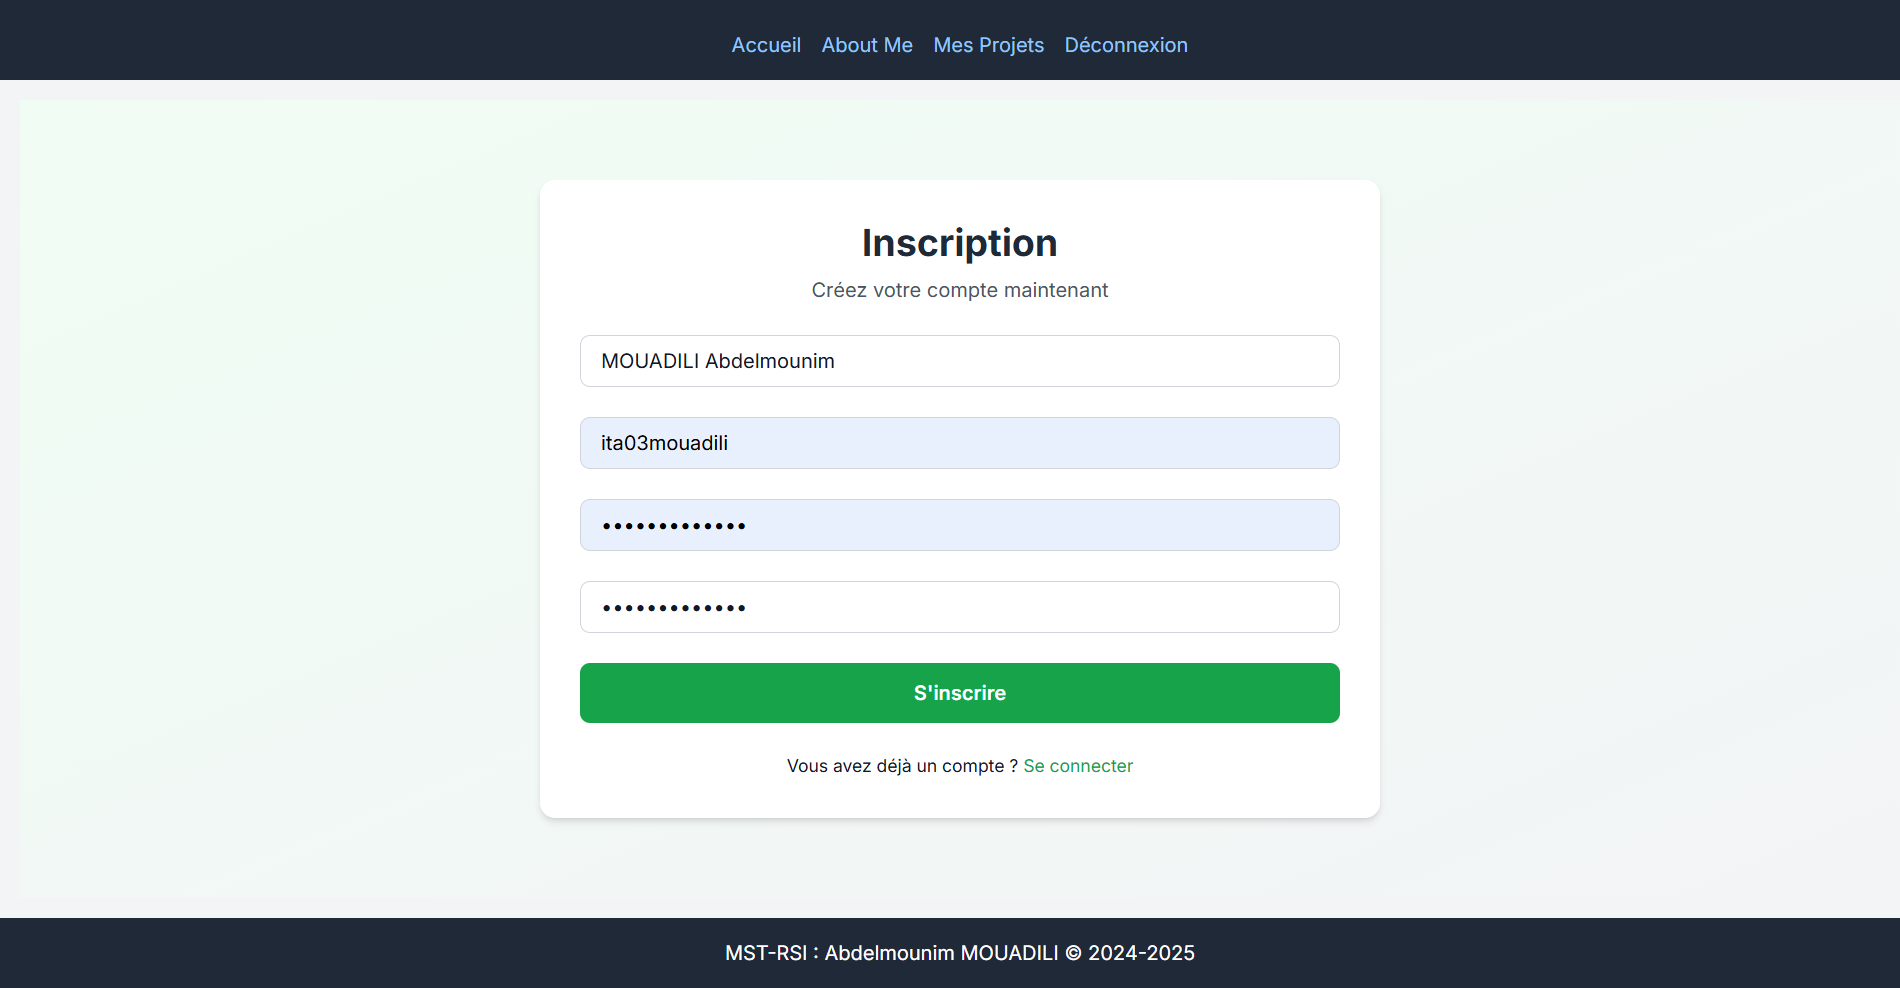 Accueil About Me Mes Projets Déconnexion
Inscription
Créez votre compte maintenant
MOUADILI Abdelmounim
ita03mouadili
•••••••••••••
•••••••••••••
S'inscrire
Vous avez déjà un compte ? Se connecter
MST-RSI : Abdelmounim MOUADILI © 2024-2025